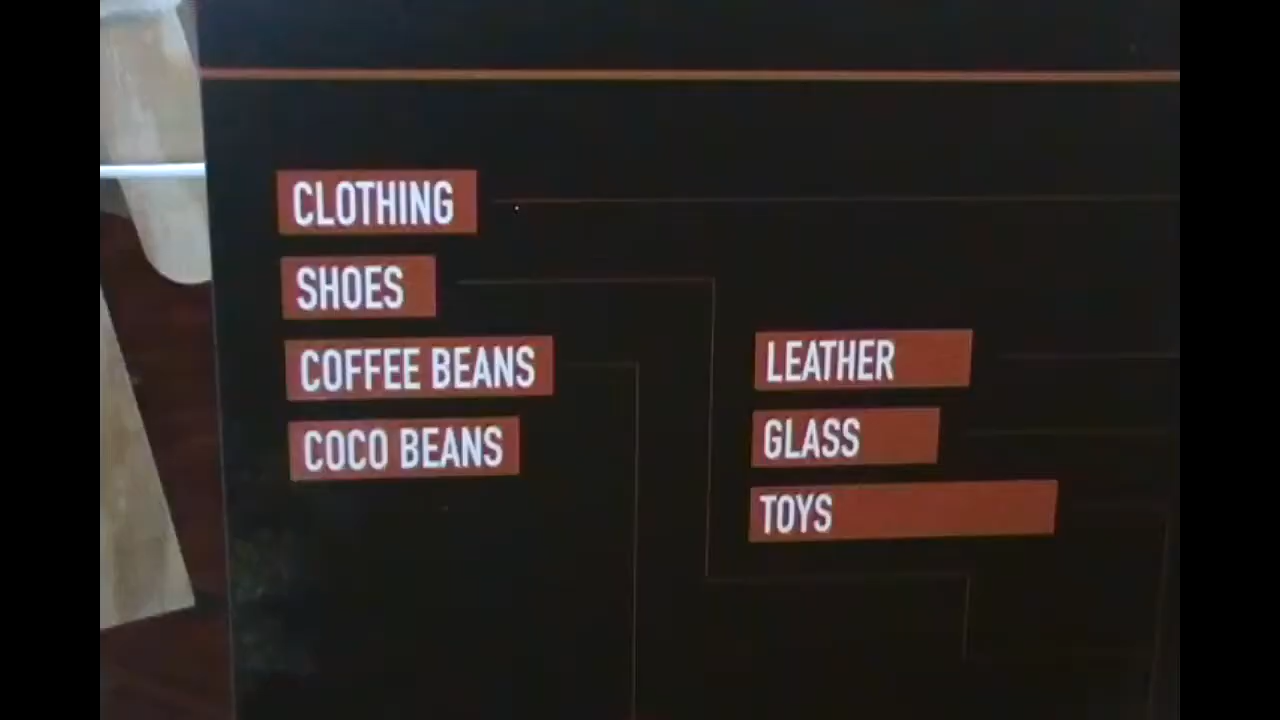 CLOTHING
SHOES
COFFEE BEANS
COCO BEANS
LEATHER
GLASS
TOYS